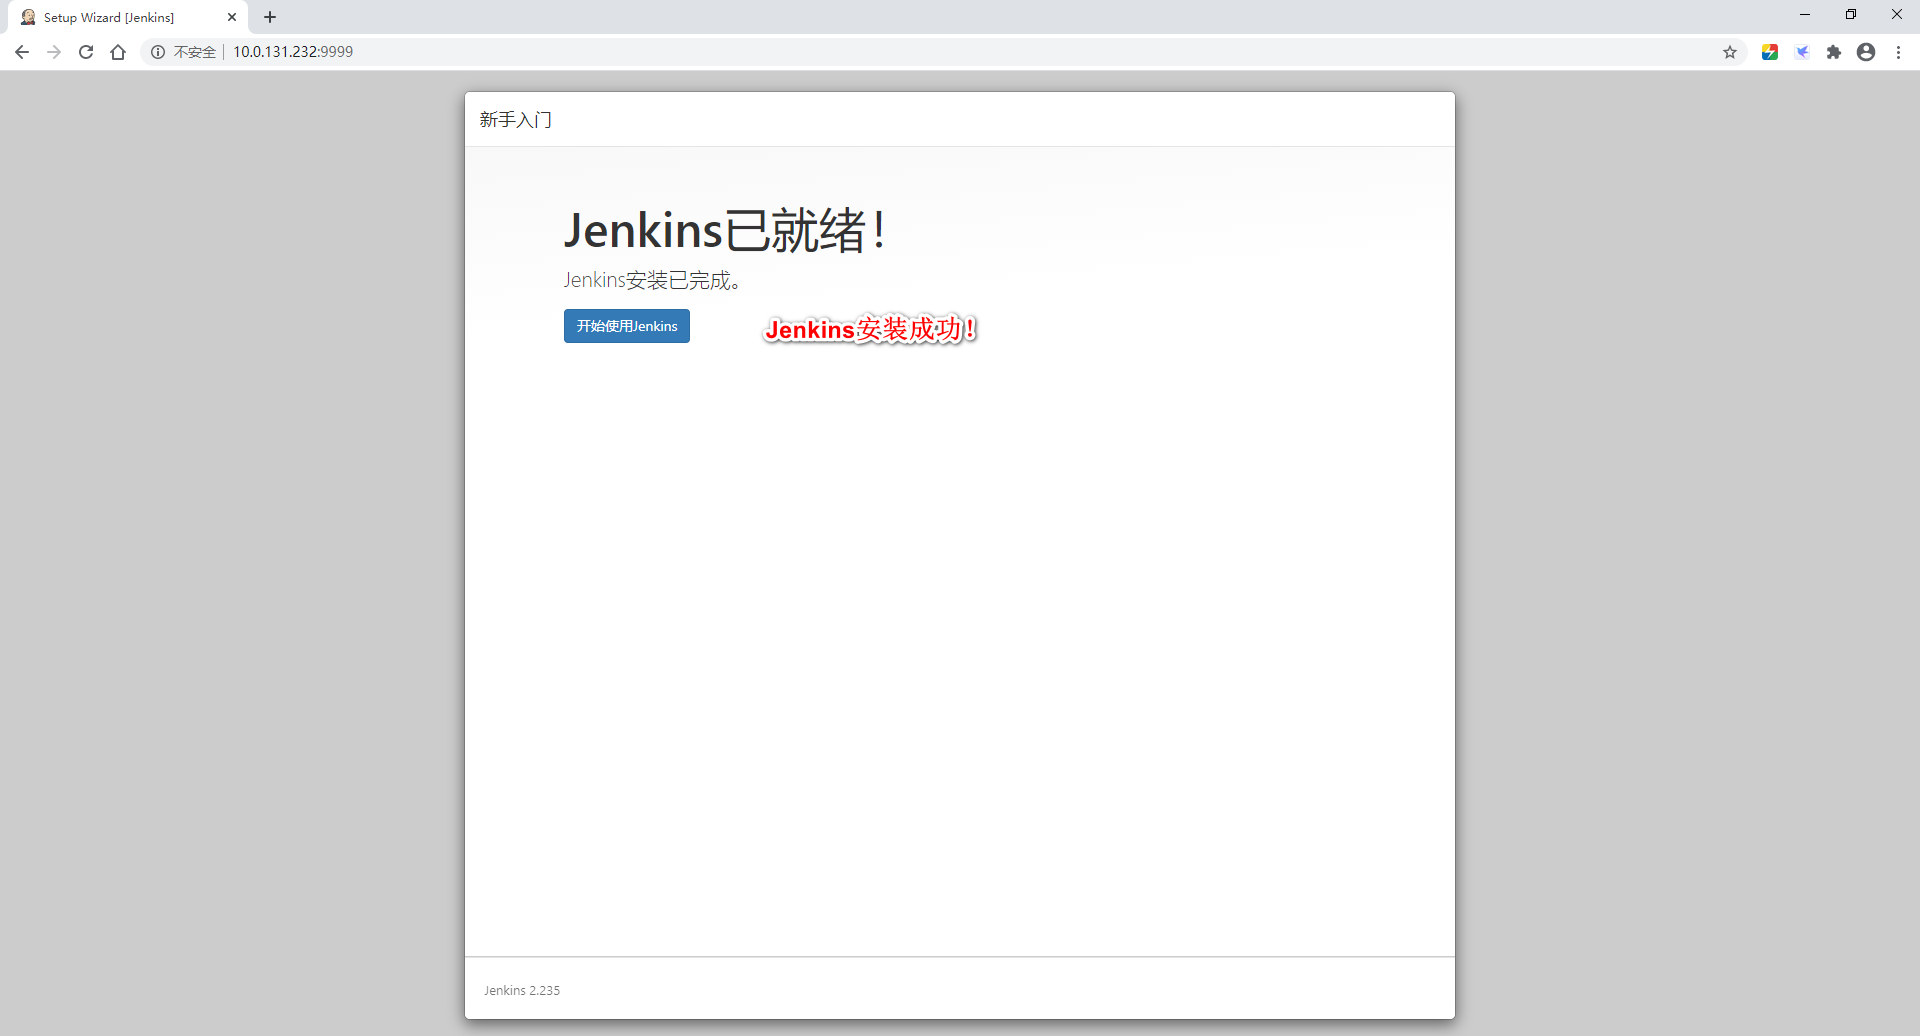 Setup Wizard [Jenkins]
不安全 10.0.131.232:9999
新手入门
Jenkins已就绪！
Jenkins安装已完成。
开始使用Jenkins
Jenkins安装成功！
Jenkins 2.235